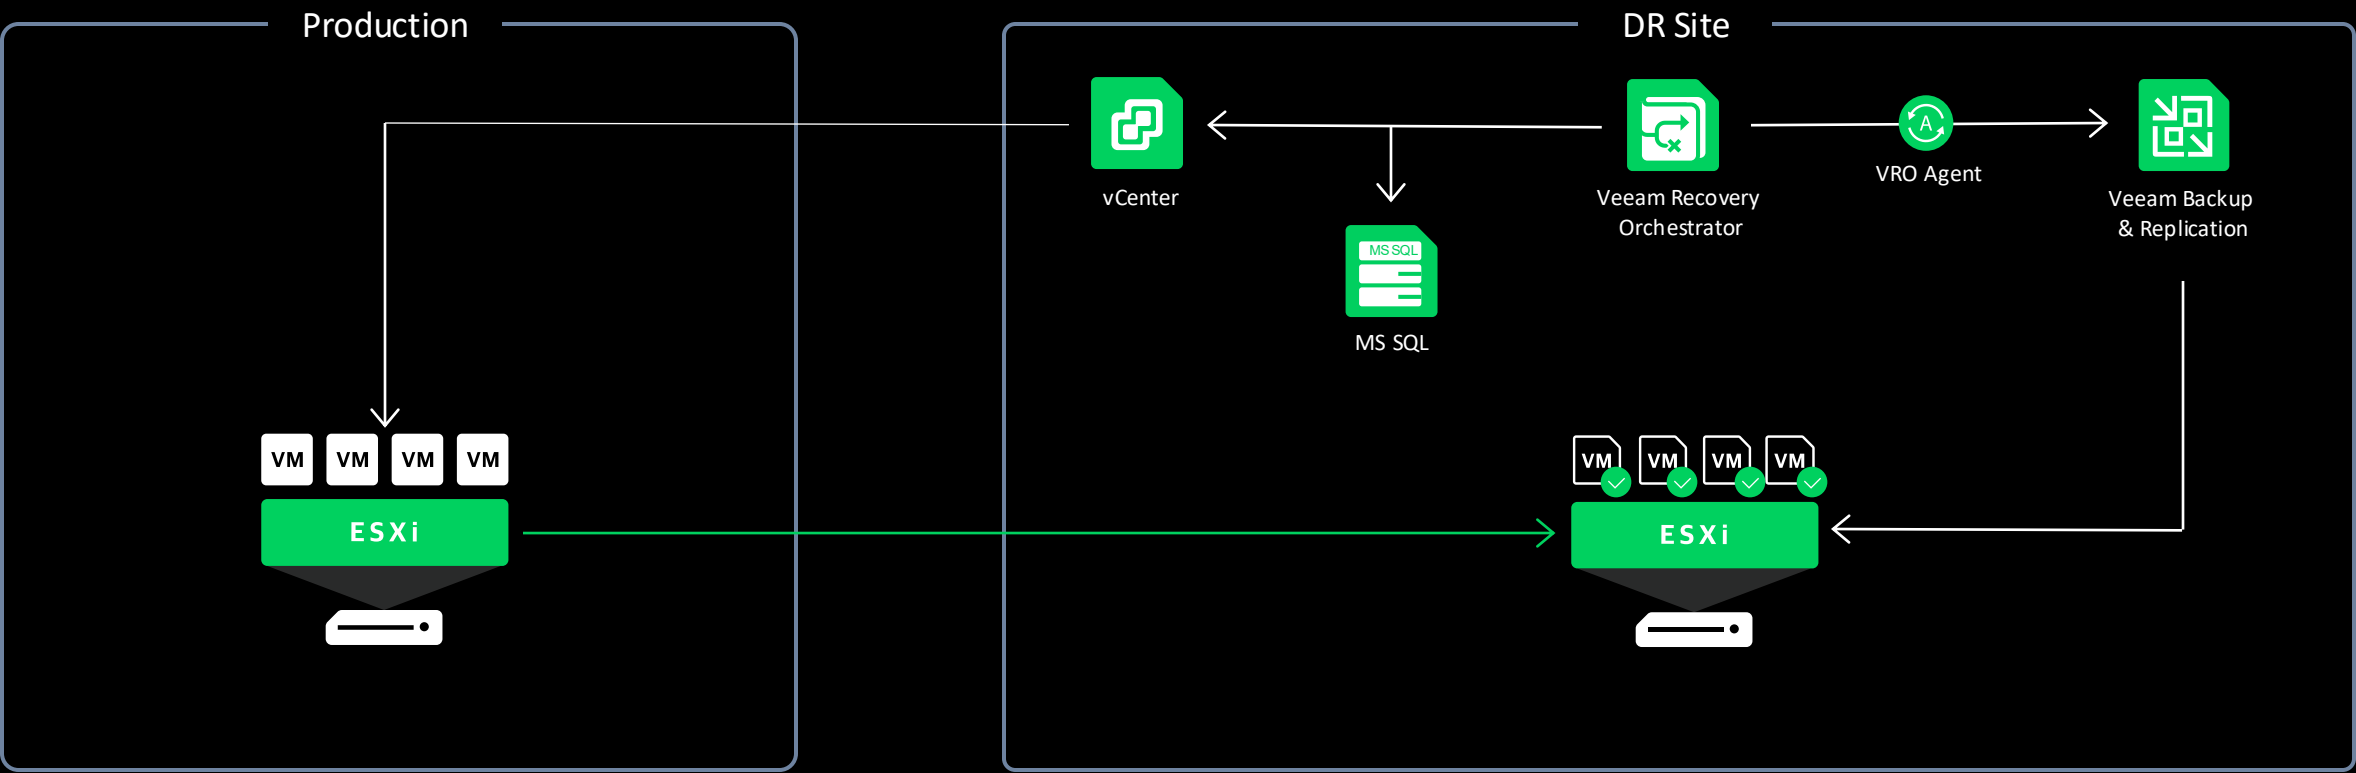 Production
DR Site
A
VRO Agent
vCenter
Veeam Recovery
Orchestrator
Veeam Backup
& Replication
MS SQL
MS SQL
VM VM VM VM
ESXi
VM VM VM VM
ESXi